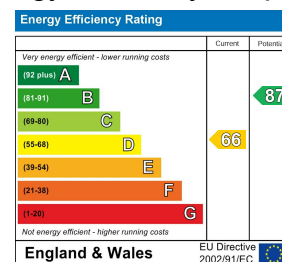 Energy Efficiency Rating
Current Potential
Very energy efficient - lower running costs
(92 plus) A
(81-91) B
(69-80) C
(55-68) D
(39-54) E
(21-38) F
(1-20) G
66
87
Not energy efficient - higher running costs
England & Wales
EU Directive
2002/91/EC